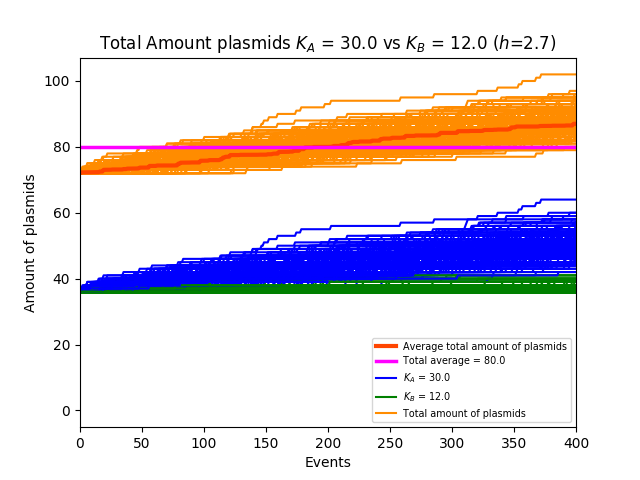 Total Amount plasmids K_A = 30.0 vs K_B = 12.0 (h=2.7)
Amount of plasmids
100
80
60
40
20
0
Average total amount of plasmids
Total average = 80.0
K_A = 30.0
K_B = 12.0
Total amount of plasmids
0 50 100 150 200 250 300 350 400
Events